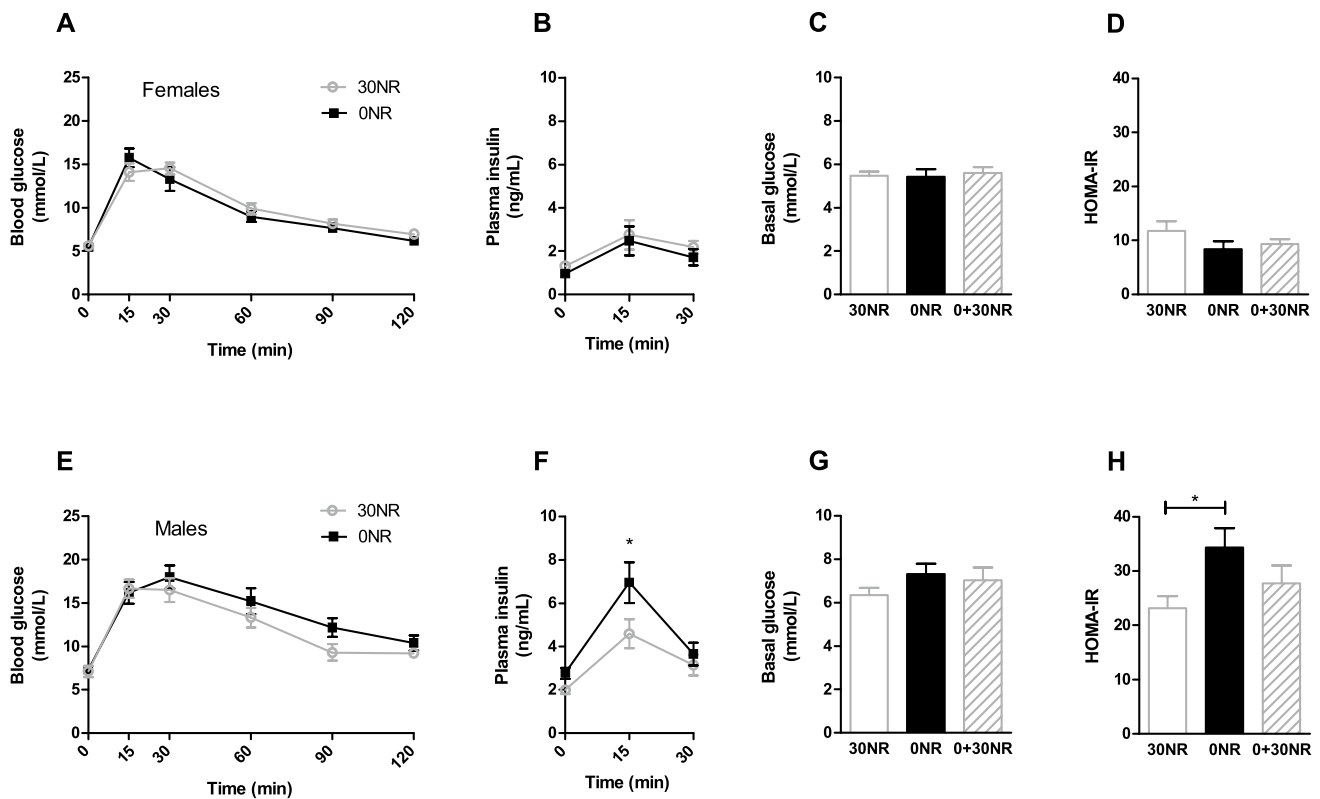 A
B
C
D
Females
30NR
0NR
Blood glucose
(mmol/L)
25
20
15
10
5
0
0 15 30 60 90 120
Time (min)
Plasma insulin
(ng/mL)
10
8
6
4
2
0
0 15 30
Time (min)
Basal glucose
(mmol/L)
10
8
6
4
2
0
30NR 0NR 0+30NR
HOMA-IR
40
30
20
10
0
30NR 0NR 0+30NR
E
F
G
H
Males
30NR
0NR
Blood glucose
(mmol/L)
25
20
15
10
5
0
0 15 30 60 90 120
Time (min)
Plasma insulin
(ng/mL)
10
8
6
4
2
0
*
0 15 30
Time (min)
Basal glucose
(mmol/L)
10
8
6
4
2
0
30NR 0NR 0+30NR
HOMA-IR
*
40
30
20
10
0
30NR 0NR 0+30NR